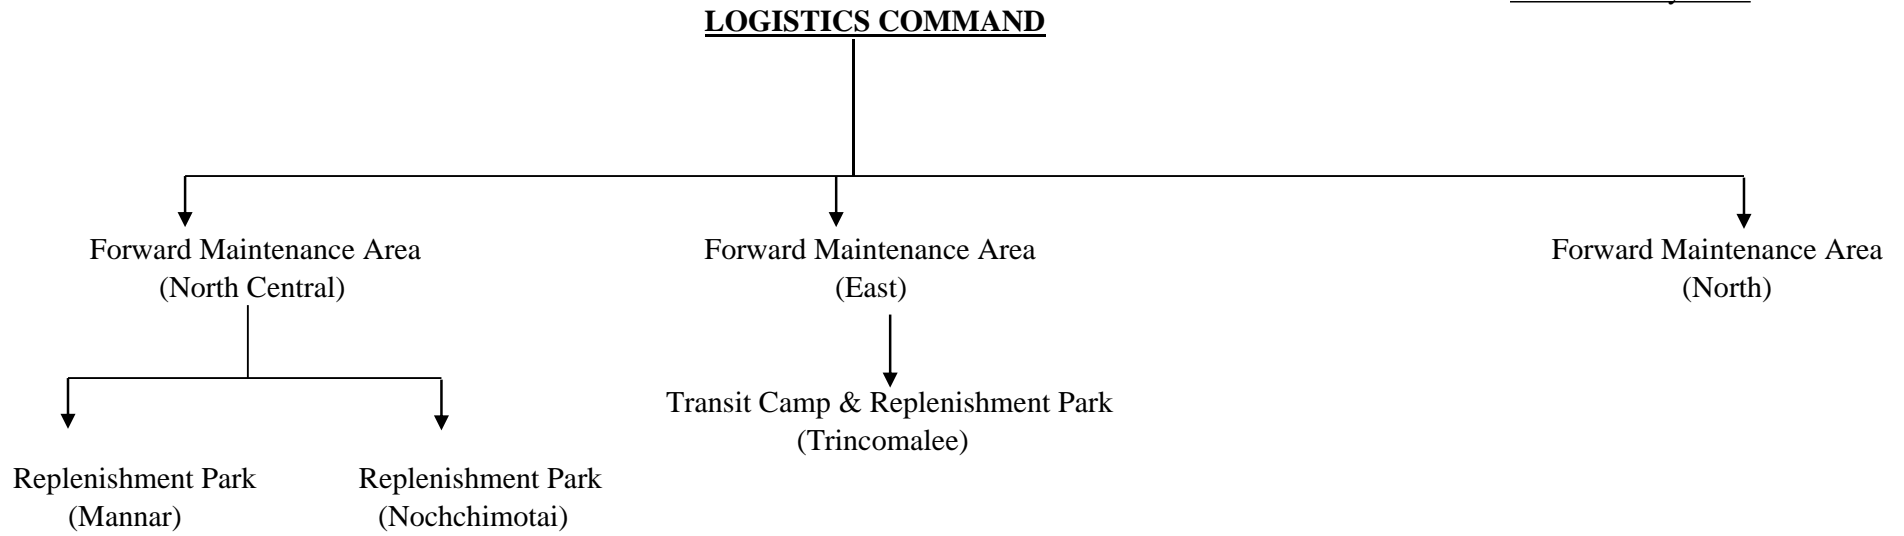 LOGISTICS COMMAND
Forward Maintenance Area
(North Central)
Forward Maintenance Area
(East)
Forward Maintenance Area
(North)
Transit Camp & Replenishment Park
(Trincomalee)
Replenishment Park
(Mannar)
Replenishment Park
(Nochchimotai)